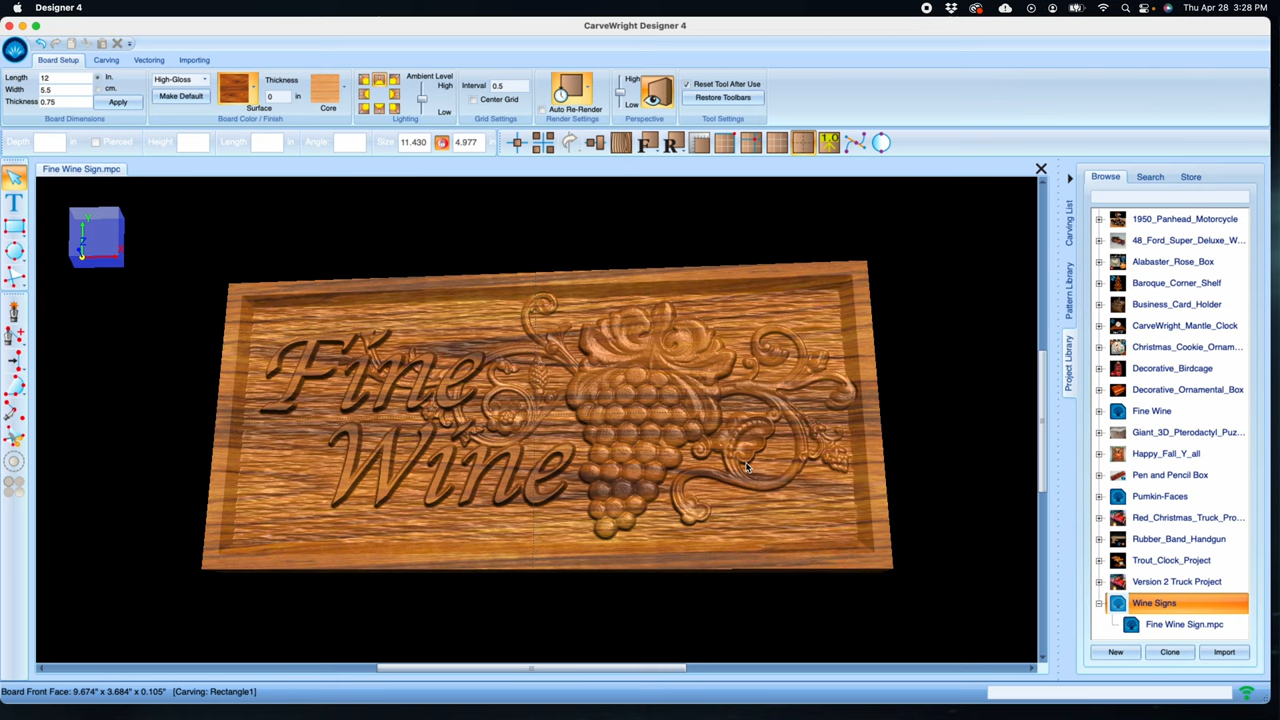 Designer 4
Thu Apr 28 3:28 PM
CarveWright Designer 4
Board Setup Carving Vectoring Importing
Length 12 In.
Width 5.5 cm.
Thickness 0.75 Apply
Board Dimensions
High-Gloss
Make Default
Surface
Thickness
0 in
Core
Board Color / Finish
Ambient Level
High
Low
Lighting
Interval 0.5
Center Grid
Grid Settings
Auto Re-Render
Render Settings
High
Low
Perspective
Reset Tool After Use
Restore Toolbars
Tool Settings
Depth Pierced Height Length Angle: Size 11.430 4.977 in
F R 1.0
Fine Wine Sign.mpc
Y
Z
X
Fine
Wine
T
Carving List
Pattern Library
Project Library
Browse Search Store
1950_Panhead_Motorcycle
48_Ford_Super_Deluxe_W...
Alabaster_Rose_Box
Baroque_Corner_Shelf
Business_Card_Holder
CarveWright_Mantle_Clock
Christmas_Cookie_Ornam...
Decorative_Birdcage
Decorative_Ornamental_Box
Fine Wine
Giant_3D_Pterodactyl_Puz...
Happy_Fall_Y_all
Pen and Pencil Box
Pumkin-Faces
Red_Christmas_Truck_Pro...
Rubber_Band_Handgun
Trout_Clock_Project
Version 2 Truck Project
Wine Signs
Fine Wine Sign.mpc
New Clone Import
Board Front Face: 9.674" x 3.684" x 0.105" [Carving: Rectangle1]